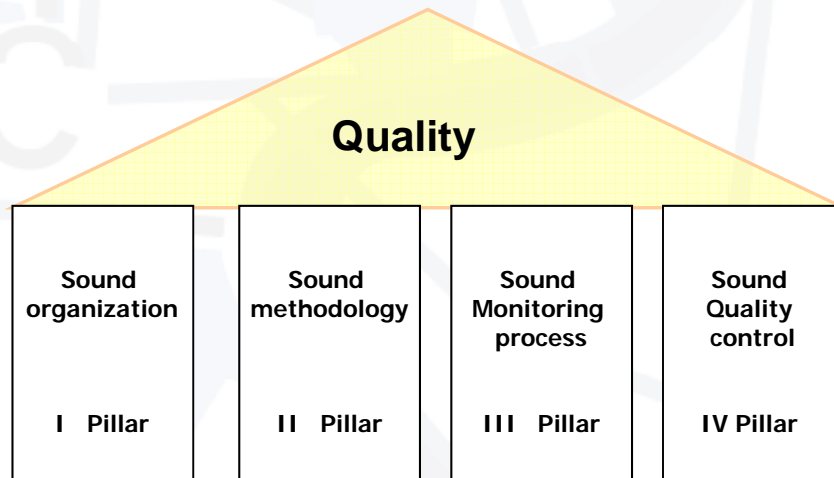 Quality
Sound
organization
I Pillar
Sound
methodology
II Pillar
Sound
Monitoring
process
III Pillar
Sound
Quality
control
IV Pillar